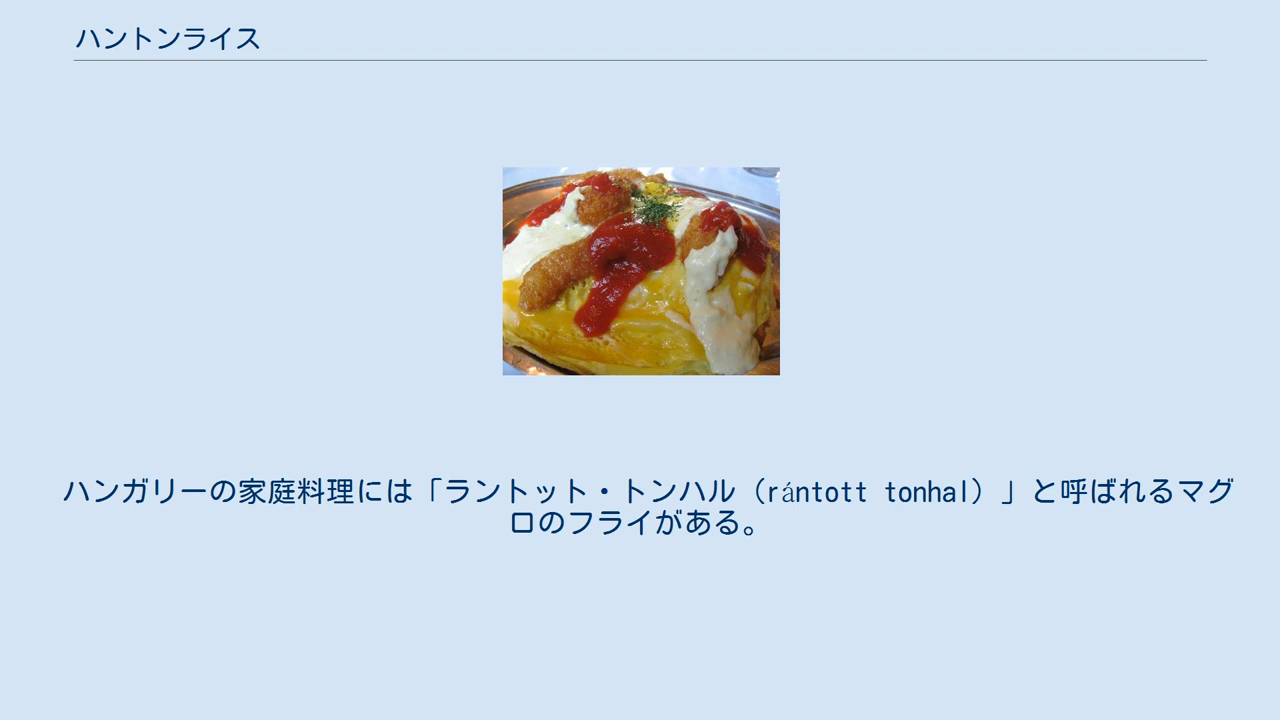 ハントンライス
ハンガリーの家庭料理には「ラントット・トンハル（rántott tonhal）」と呼ばれるマグ
ロのフライがある。